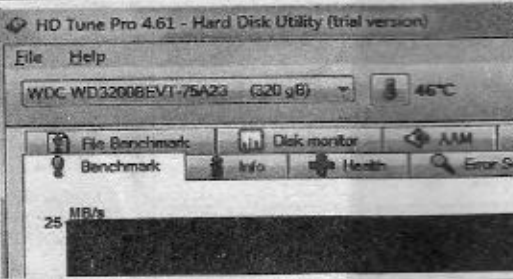 HD Tune Pro 4.61 - Hard Disk Utility (trial version)
File Help
WDC WD3200BEVT-75A23 (320 gB) 46°C
File Benchmark Disk monitor AAM
Benchmark Info Health Error
MB/s
25